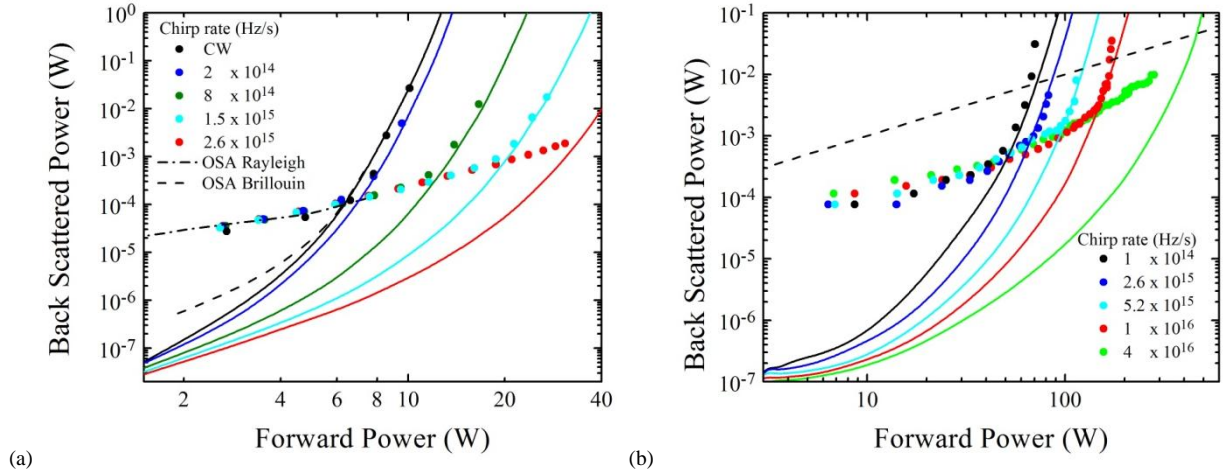 Back Scattered Power (W)
10^0
10^-1
10^-2
10^-3
10^-4
10^-5
10^-6
10^-7
Chirp rate (Hz/s)
CW
2 x 10^14
8 x 10^14
1.5 x 10^15
2.6 x 10^15
OSA Rayleigh
OSA Brillouin
2 4 6 8 10 20 40
Forward Power (W)
(a)
Back Scattered Power (W)
10^-1
10^-2
10^-3
10^-4
10^-5
10^-6
10^-7
Chirp rate (Hz/s)
1 x 10^14
2.6 x 10^15
5.2 x 10^15
1 x 10^16
4 x 10^16
10 100
Forward Power (W)
(b)